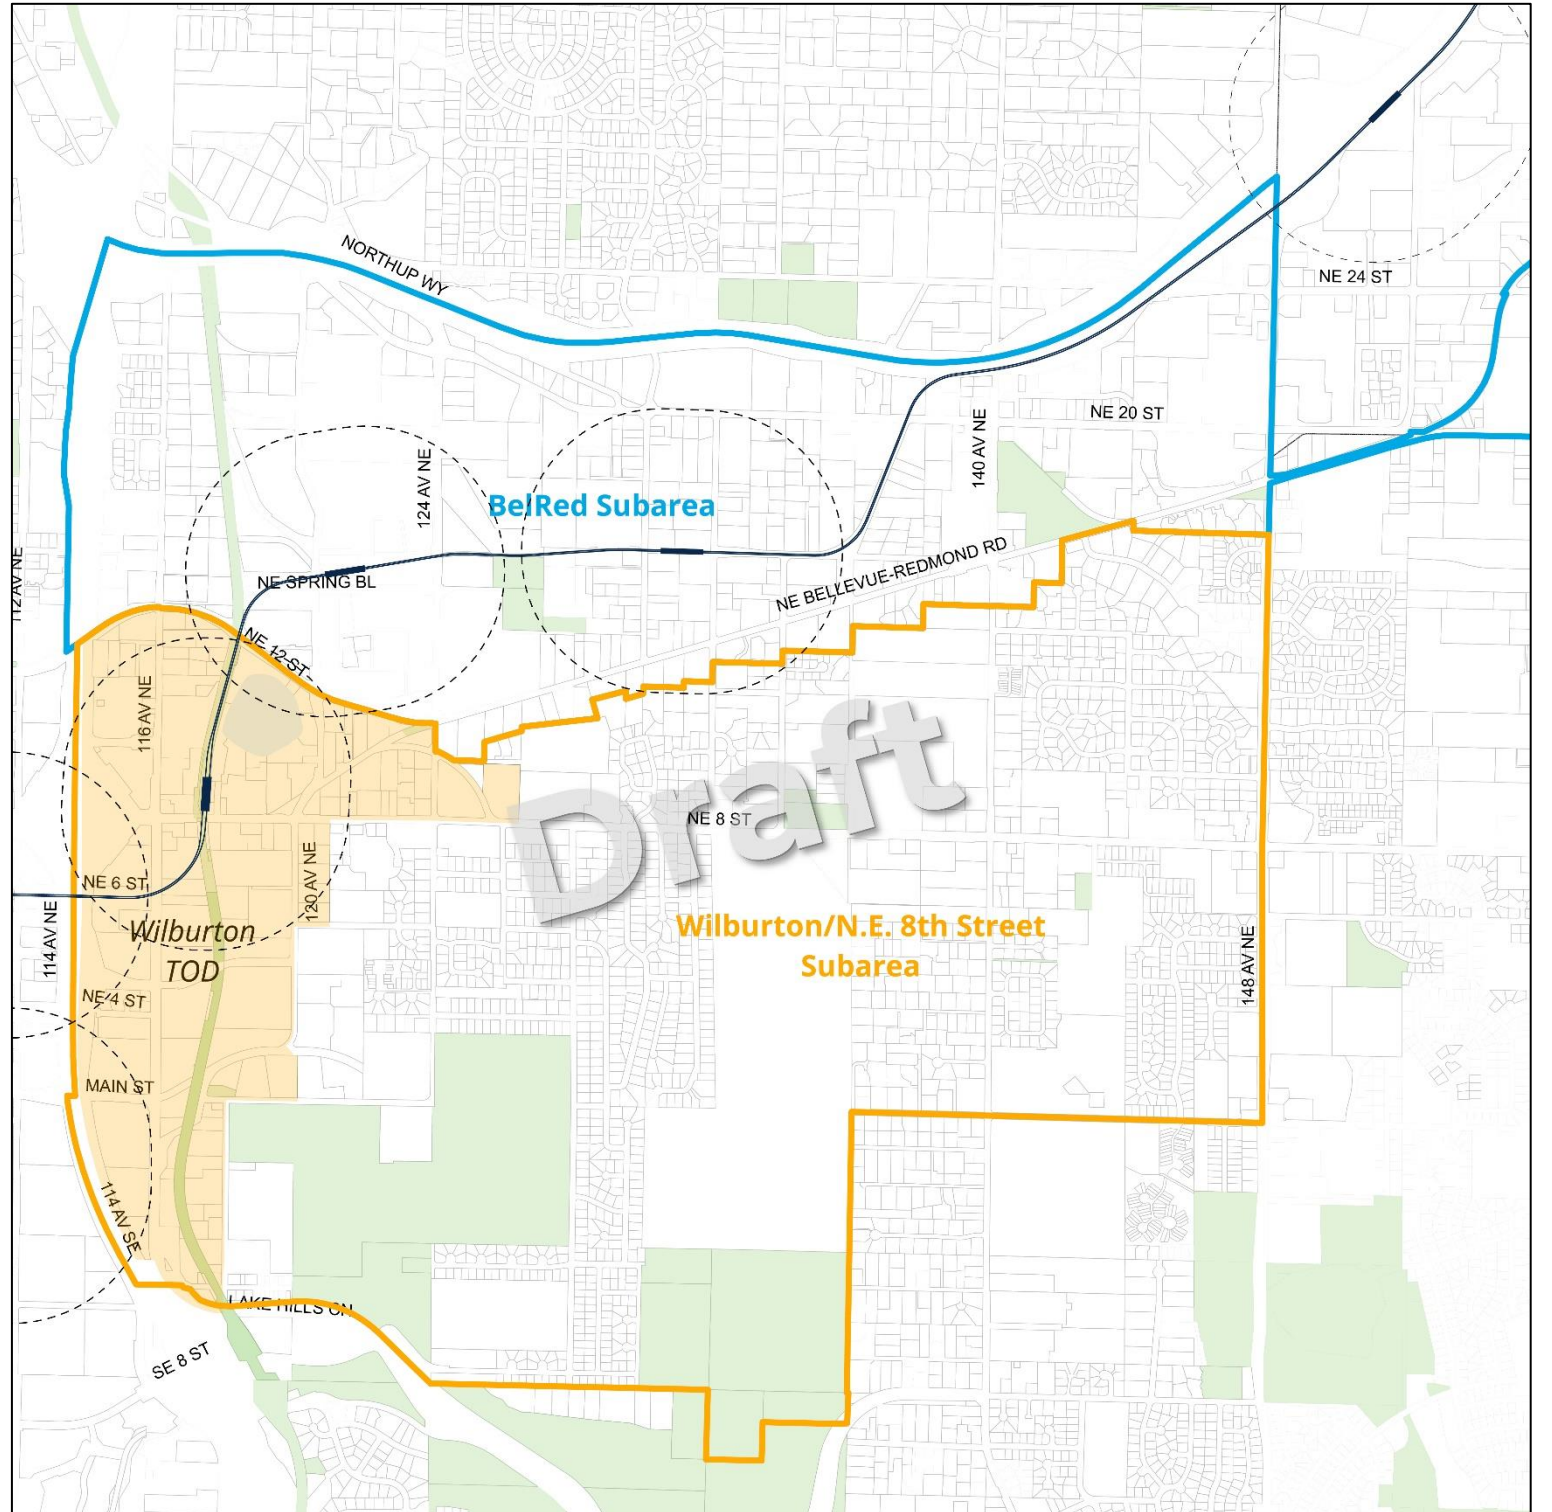 NORTHUP WY
NE 24 ST
NE 20 ST
140 AV NE
124 AV NE
BelRed Subarea
NE BELLEVUE-REDMOND RD
112 AV NE
NE SPRING BL
NE 12 ST
116 AV NE
Draft
NE 8 ST
120 AV NE
NE 6 ST
114 AV NE
Wilburton
TOD
Wilburton/N.E. 8th Street
Subarea
148 AV NE
NE 4 ST
MAIN ST
114 AV SE
LAKE HILLS CN
SE 8 ST